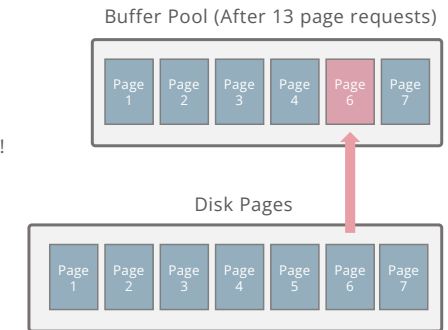 Buffer Pool (After 13 page requests)
Page Page Page Page Page Page
1 2 3 4 6 7
!
Disk Pages
Page Page Page Page Page Page Page
1 2 3 4 5 6 7